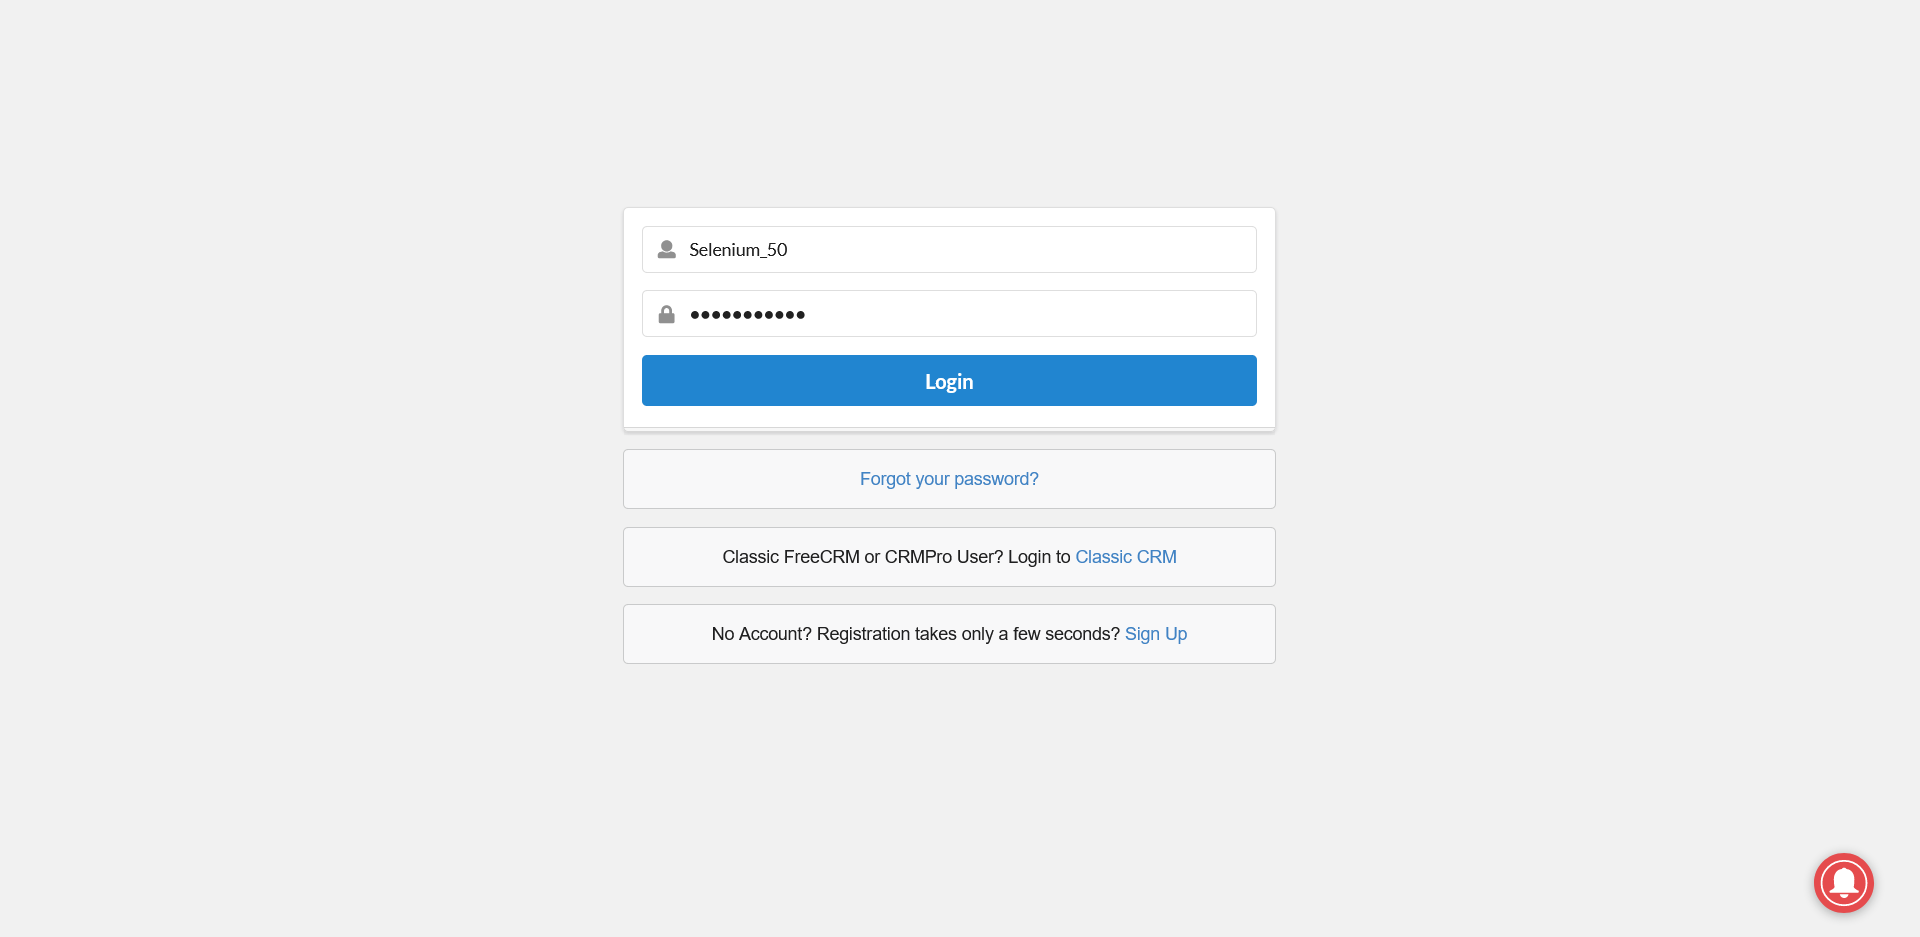 Selenium_50
•••••••••••
Login
Forgot your password?
Classic FreeCRM or CRMPro User? Login to Classic CRM
No Account? Registration takes only a few seconds? Sign Up